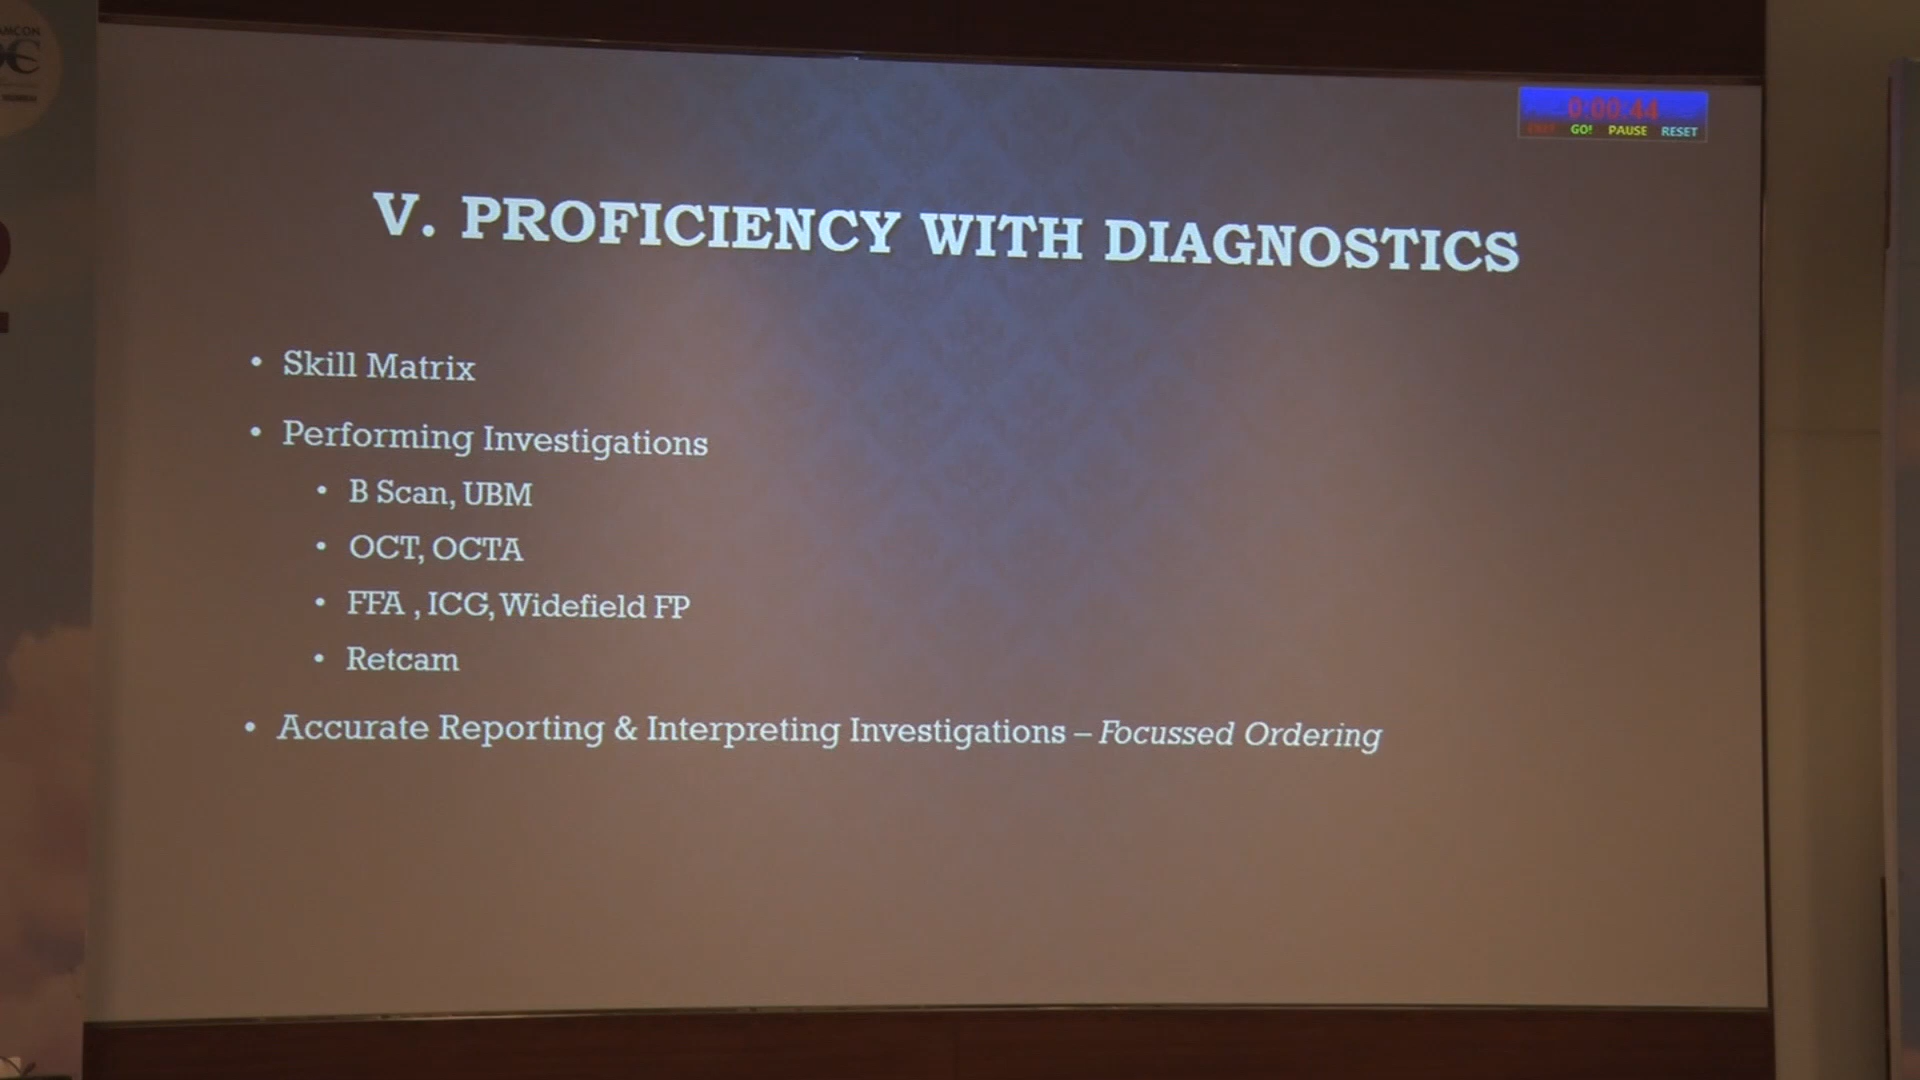 0:00:44
GO! PAUSE RESET
V. PROFICIENCY WITH DIAGNOSTICS
• Skill Matrix
• Performing Investigations
• B Scan, UBM
• OCT, OCTA
• FFA , ICG, Widefield FP
• Retcam
• Accurate Reporting & Interpreting Investigations – Focussed Ordering